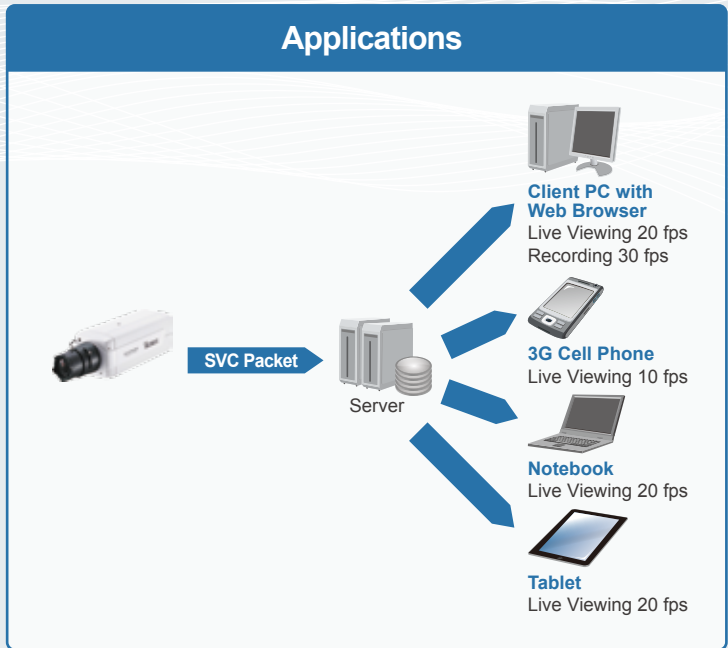 Applications
Client PC with
Web Browser
Live Viewing 20 fps
Recording 30 fps
SVC Packet
Server
3G Cell Phone
Live Viewing 10 fps
Notebook
Live Viewing 20 fps
Tablet
Live Viewing 20 fps